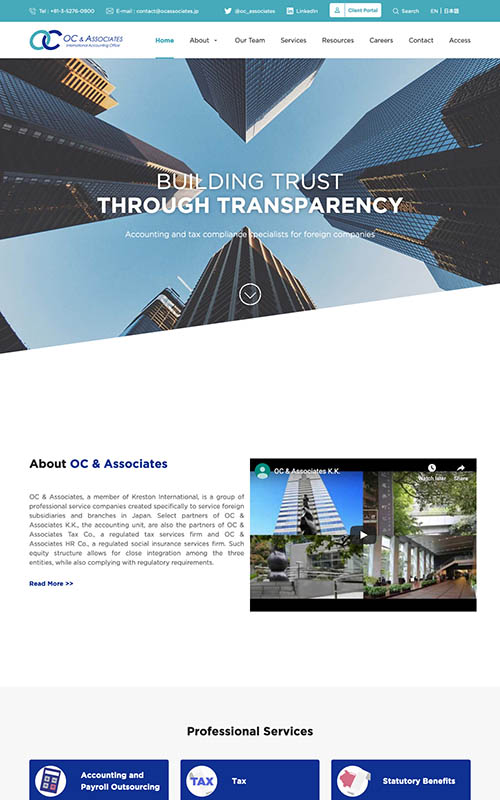 Tel : +81-3-5276-0900
E-mail : contact@ocassociates.jp
@oc_associates
LinkedIn
Client Portal
Search
EN | 日本語
OC & ASSOCIATES
International Accounting Office
Home
About
Our Team
Services
Resources
Careers
Contact
Access
BUILDING TRUST
THROUGH TRANSPARENCY
Accounting and tax compliance specialists for foreign companies
About OC & Associates
OC & Associates, a member of Kreston International, is a group of
professional service companies created specifically to service foreign
subsidiaries and branches in Japan. Select partners of OC &
Associates K.K., the accounting unit, are also the partners of OC &
Associates Tax Co., a regulated tax services firm and OC &
Associates HR Co., a regulated social insurance services firm. Such
equity structure allows for close integration among the three
entities, while also complying with regulatory requirements.
Read More >>
OC & Associates K.K.
Watch later
Share
Professional Services
Accounting and
Payroll Outsourcing
TAX
Tax
Statutory Benefits